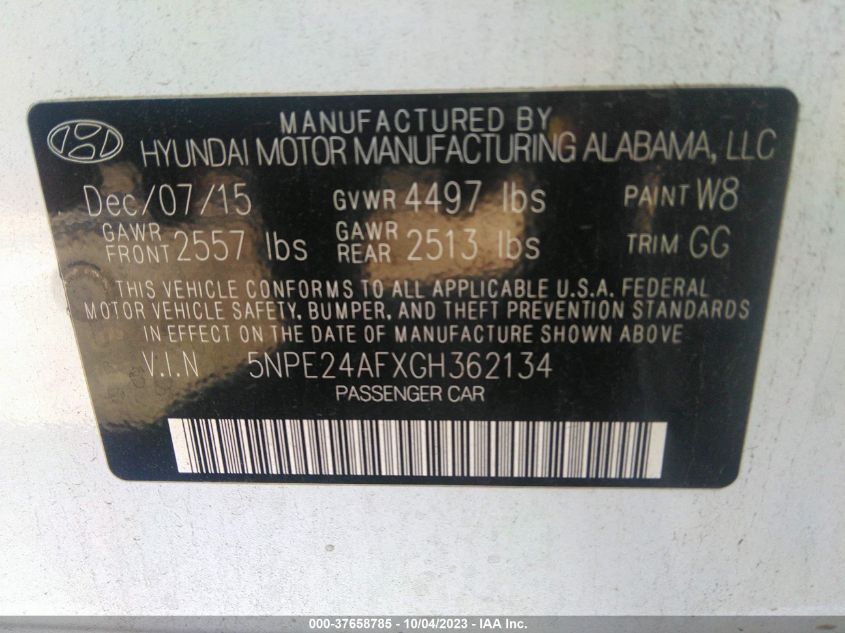 MANUFACTURED BY
HYUNDAI MOTOR MANUFACTURING ALABAMA, LLC
Dec/07/15 GVWR 4497 lbs PAINT W8
GAWR FRONT 2557 lbs GAWR REAR 2513 lbs TRIM GG
THIS VEHICLE CONFORMS TO ALL APPLICABLE U.S.A. FEDERAL
MOTOR VEHICLE SAFETY, BUMPER, AND THEFT PREVENTION STANDARDS
IN EFFECT ON THE DATE OF MANUFACTURE SHOWN ABOVE
V.I.N 5NPE24AFXGH362134
PASSENGER CAR
000-37658785 - 10/04/2023 - IAAI, Inc.